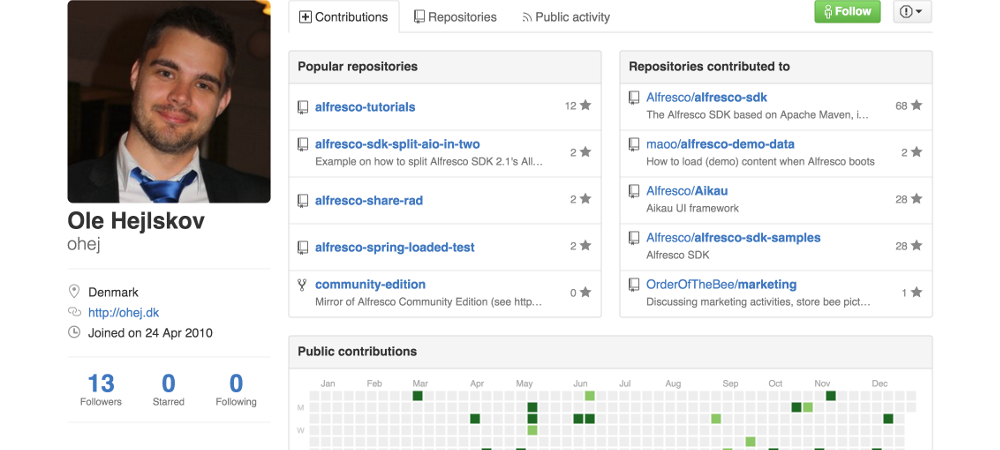 Contributions
Repositories
Public activity
Follow
Ole Hejlskov
ohej
Denmark
http://ohej.dk
Joined on 24 Apr 2010
13
Followers
0
Starred
0
Following
Popular repositories
alfresco-tutorials
12
alfresco-sdk-split-aio-in-two
Example on how to split Alfresco SDK 2.1's All…
2
alfresco-share-rad
2
alfresco-spring-loaded-test
2
community-edition
Mirror of Alfresco Community Edition (see http…
0
Repositories contributed to
Alfresco/alfresco-sdk
The Alfresco SDK based on Apache Maven, i…
68
maoo/alfresco-demo-data
How to load (demo) content when Alfresco boots
2
Alfresco/Aikau
Aikau UI framework
28
Alfresco/alfresco-sdk-samples
Alfresco SDK
28
OrderOfTheBee/marketing
Discussing marketing activities, store bee pict…
1
Public contributions
Jan Feb Mar Apr May Jun Jul Aug Sep Oct Nov Dec
M
W